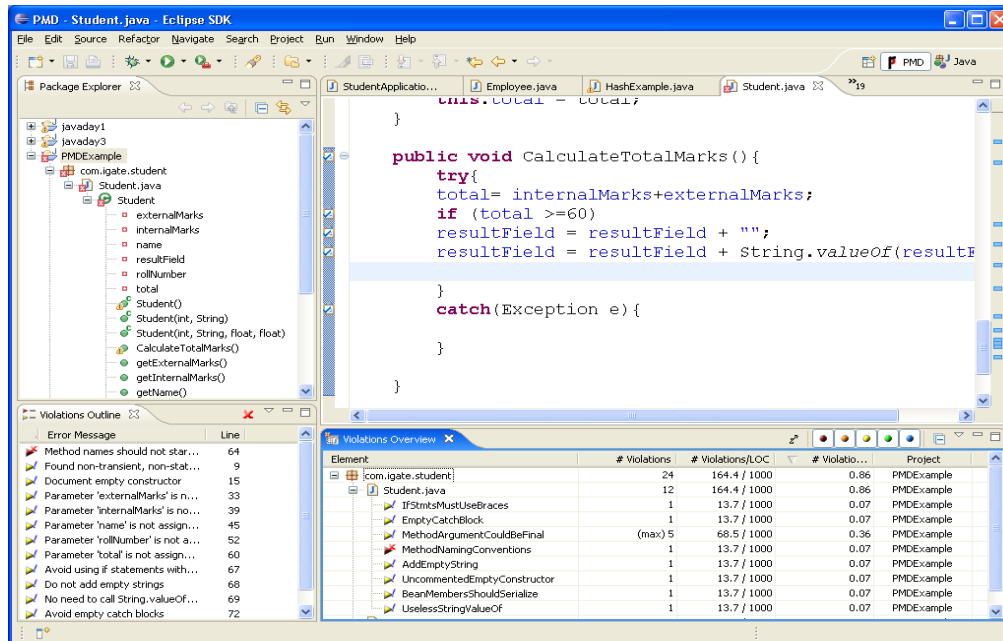 PMD - Student.java - Eclipse SDK
File Edit Source Refactor Navigate Search Project Run Window Help
PMD Java
Package Explorer
javaday1
javaday3
PMDExample
com.igate.student
Student.java
Student
externalMarks
internalMarks
name
resultField
rollNumber
total
Student()
Student(int, String)
Student(int, String, float, float)
CalculateTotalMarks()
getExternalMarks()
getInternalMarks()
getName()
StudentApplicatio... Employee.java HashExample.java Student.java »19
this.total = total;
}
public void CalculateTotalMarks(){
try{
total= internalMarks+externalMarks;
if (total >=60)
resultField = resultField + "";
resultField = resultField + String.valueOf(resultF
}
catch(Exception e){
}
}
Violations Outline
Error Message Line
Method names should not star... 64
Found non-transient, non-stat... 9
Document empty constructor 15
Parameter 'externalMarks' is n... 33
Parameter 'internalMarks' is no... 39
Parameter 'name' is not assign... 45
Parameter 'rollNumber' is not a... 52
Parameter 'total' is not assign... 60
Avoid using if statements with... 67
Do not add empty strings 68
No need to call String.valueOf... 69
Avoid empty catch blocks 72
Violations Overview
Element # Violations # Violations/LOC # Violatio... Project
com.igate.student 24 164.4 / 1000 0.86 PMDExample
Student.java 12 164.4 / 1000 0.86 PMDExample
IfStmtsMustUseBraces 1 13.7 / 1000 0.07 PMDExample
EmptyCatchBlock 1 13.7 / 1000 0.07 PMDExample
MethodArgumentCouldBeFinal (max) 5 68.5 / 1000 0.36 PMDExample
MethodNamingConventions 1 13.7 / 1000 0.07 PMDExample
AddEmptyString 1 13.7 / 1000 0.07 PMDExample
UncommentedEmptyConstructor 1 13.7 / 1000 0.07 PMDExample
BeanMembersShouldSerialize 1 13.7 / 1000 0.07 PMDExample
UselessStringValueOf 1 13.7 / 1000 0.07 PMDExample